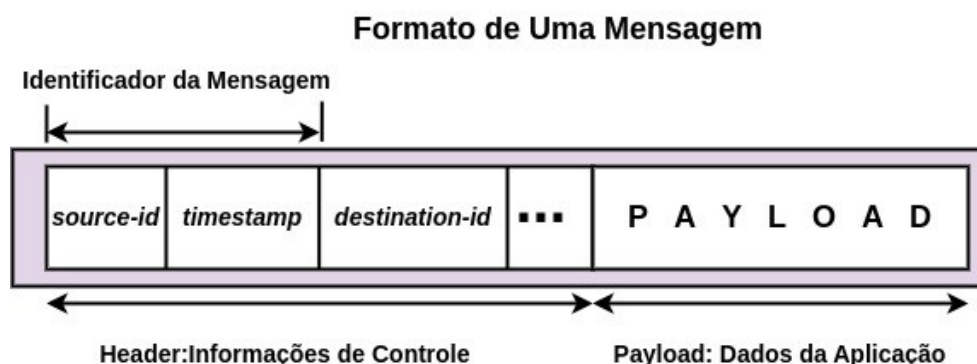 Formato de Uma Mensagem
Identificador da Mensagem
source-id timestamp destination-id ... P A Y L O A D
Header:Informações de Controle Payload: Dados da Aplicação